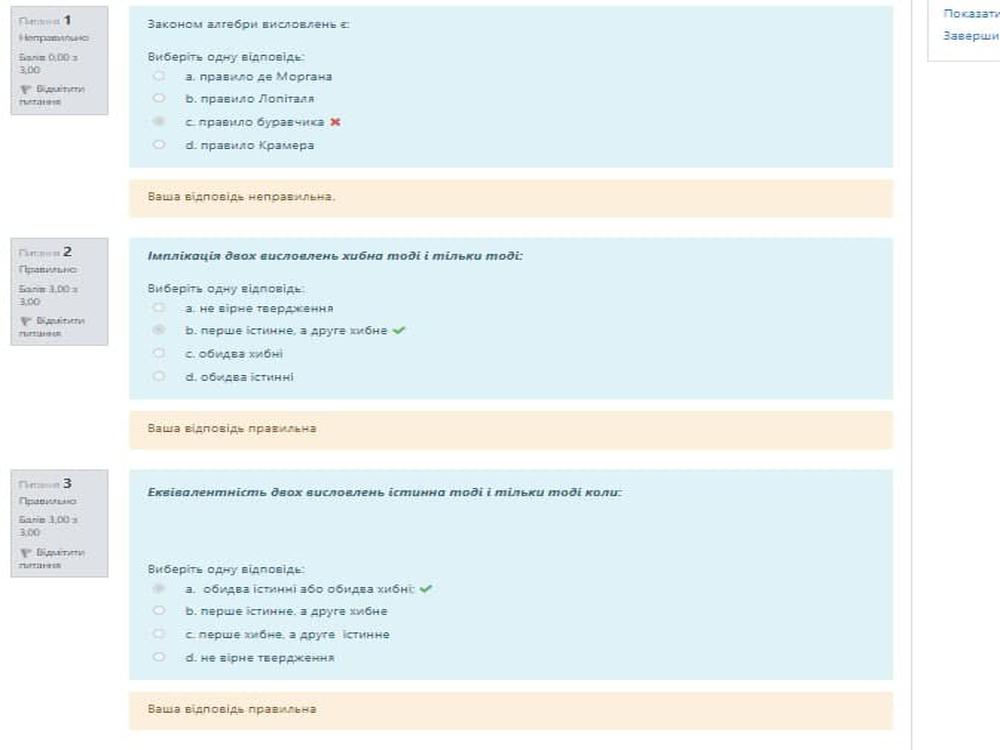 Питання 1
Неправильно
Балів 0,00 з
3,00
Відмітити
питання
Законом алгебри висловлень є:
Виберіть одну відповідь:
a. правило де Моргана
b. правило Лопіталя
c. правило буравчика
d. правило Крамера
Ваша відповідь неправильна.
Питання 2
Правильно
Балів 3,00 з
3,00
Відмітити
питання
Імплікація двох висловлень хибна тоді і тільки тоді:
Виберіть одну відповідь:
a. не вірне твердження
b. перше істинне, а друге хибне
c. обидва хибні
d. обидва істинні
Ваша відповідь правильна
Питання 3
Правильно
Балів 3,00 з
3,00
Відмітити
питання
Еквівалентність двох висловлень істинна тоді і тільки тоді коли:
Виберіть одну відповідь:
a. обидва істинні або обидва хибні;
b. перше істинне, а друге хибне
c. перше хибне, а друге істинне
d. не вірне твердження
Ваша відповідь правильна
Показати
Заверши